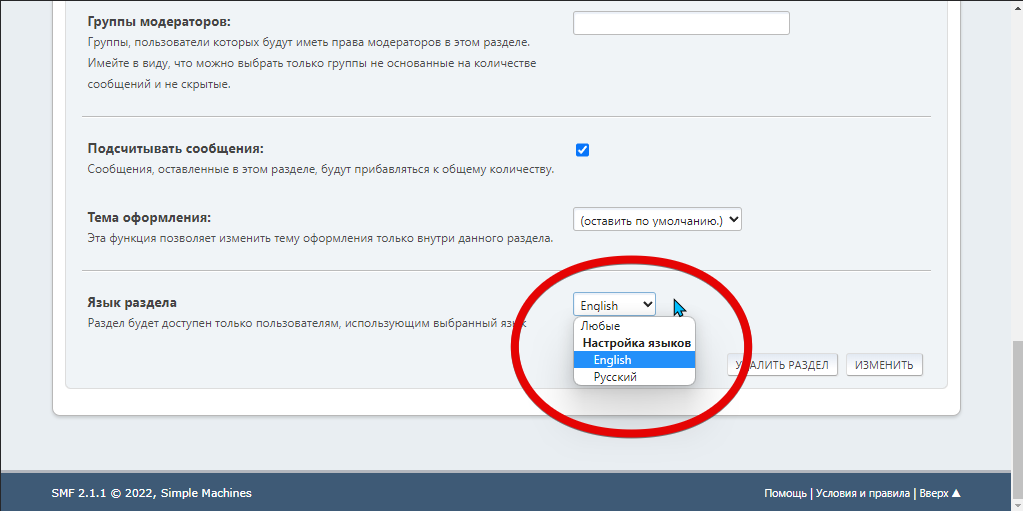 Группы модераторов:
Группы, пользователи которых будут иметь права модераторов в этом разделе.
Имейте в виду, что можно выбрать только группы не основанные на количестве
сообщений и не скрытые.
Подсчитывать сообщения:
Сообщения, оставленные в этом разделе, будут прибавляться к общему количеству.
Тема оформления:
(оставить по умолчанию.)
Эта функция позволяет изменить тему оформления только внутри данного раздела.
Язык раздела
English
Раздел будет доступен только пользователям, использующим выбранный язык
Любые
Настройка языков
English
Русский
УДАЛИТЬ РАЗДЕЛ
ИЗМЕНИТЬ
SMF 2.1.1 © 2022, Simple Machines
Помощь | Условия и правила | Вверх ▲